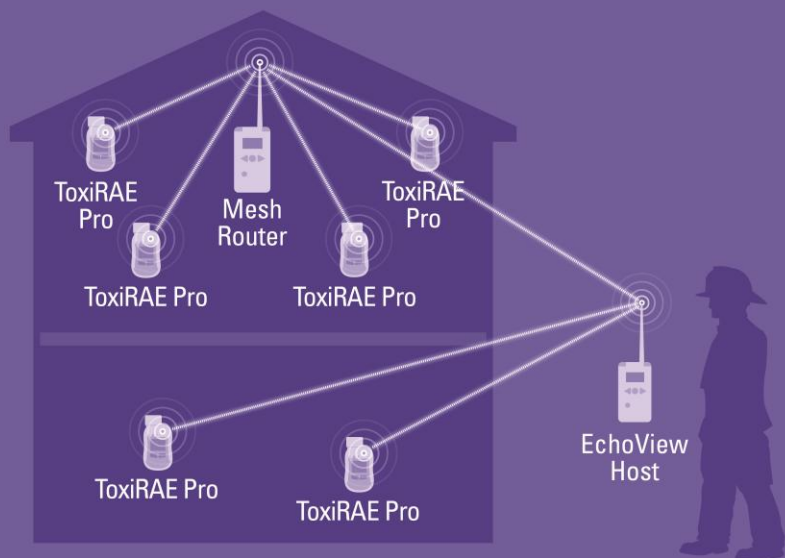 ToxiRAE
Pro
Mesh
Router
ToxiRAE
Pro
ToxiRAE Pro
ToxiRAE Pro
EchoView
Host
ToxiRAE Pro
ToxiRAE Pro